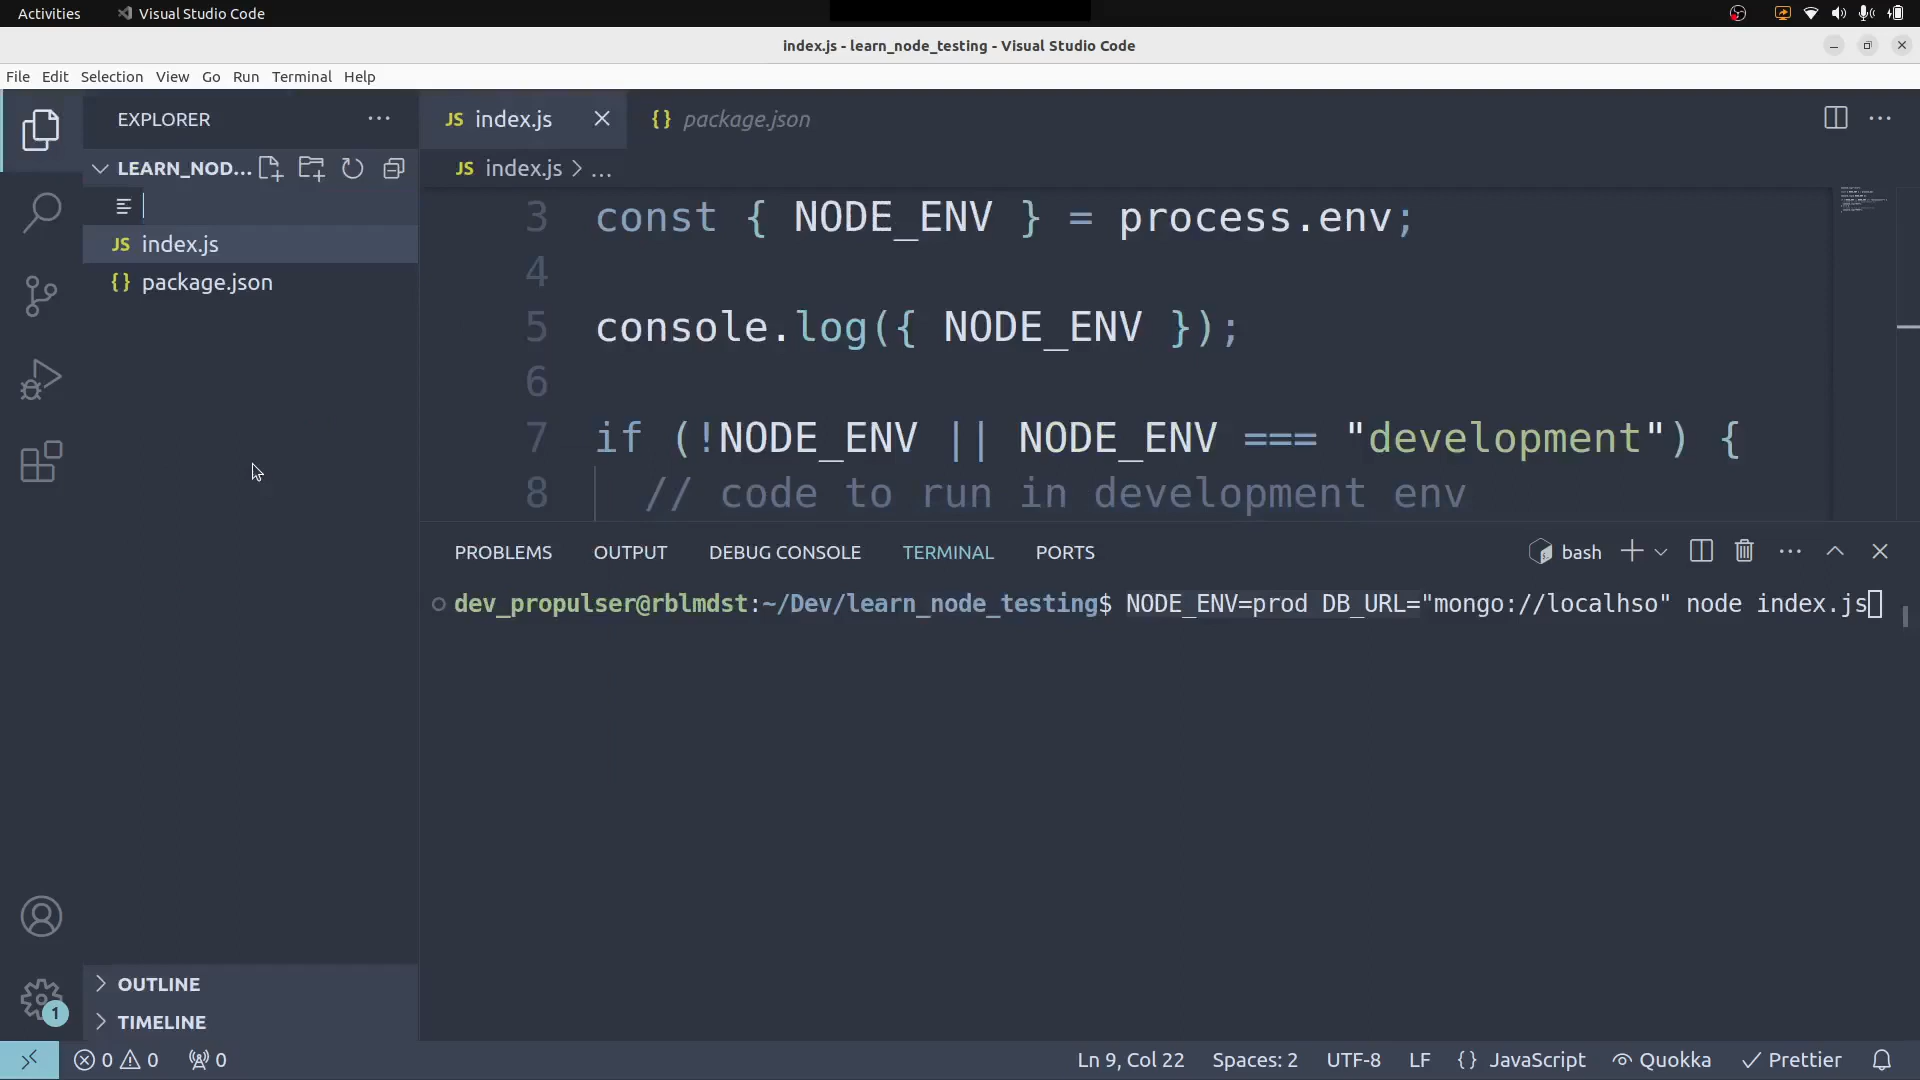 Activities Visual Studio Code
index.js - learn_node_testing - Visual Studio Code
File Edit Selection View Go Run Terminal Help
EXPLORER
JS index.js
{} package.json
LEARN_NOD...
JS index.js > ...
JS index.js
{} package.json
3 const { NODE_ENV } = process.env;
4
5 console.log({ NODE_ENV });
6
7 if (!NODE_ENV || NODE_ENV === "development") {
8 // code to run in development env
PROBLEMS OUTPUT DEBUG CONSOLE TERMINAL PORTS
bash
dev_propulser@rblmdst:~/Dev/learn_node_testing$ NODE_ENV=prod DB_URL="mongo://localhso" node index.js
OUTLINE
TIMELINE
1
0 0 0
Ln 9, Col 22 Spaces: 2 UTF-8 LF {} JavaScript Quokka Prettier